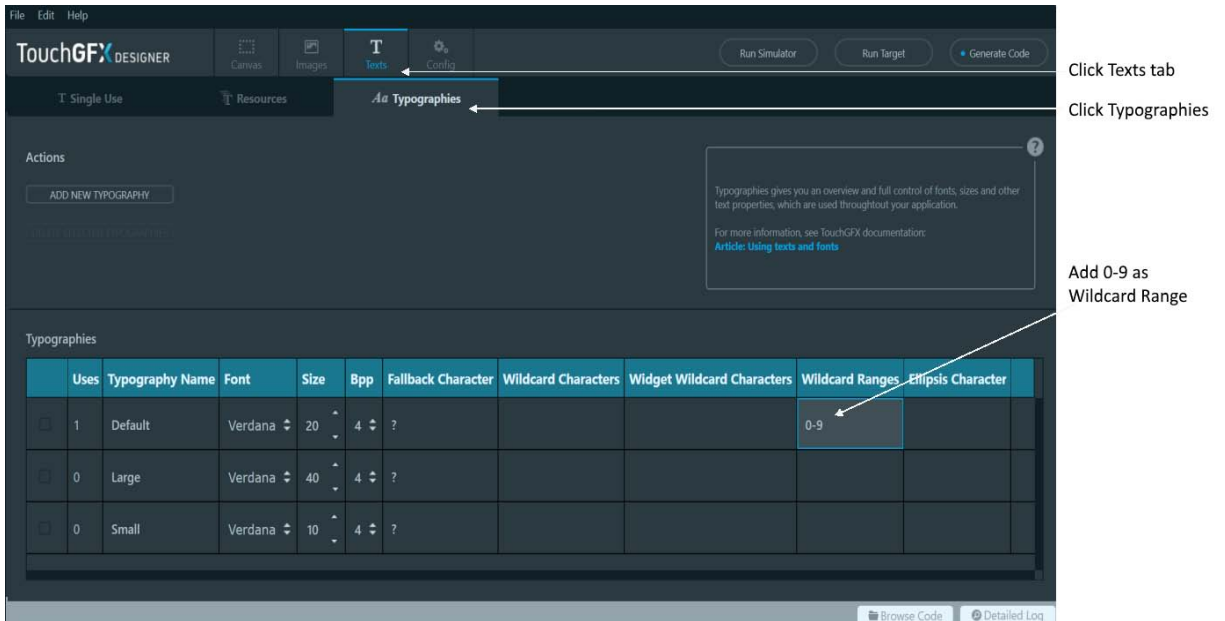 File Edit Help
TouchGFX DESIGNER
Canvas
Images
T
Texts
Config
Run Simulator
Run Target
Generate Code
Click Texts tab
T Single Use
Resources
Aa Typographies
Click Typographies
Actions
ADD NEW TYPOGRAPHY
?
Typographies gives you an overview and full control of fonts, sizes and other
text properties, which are used throughtout your application.
For more information, see TouchGFX documentation:
Article: Using texts and fonts
Add 0-9 as
Wildcard Range
Typographies
Uses Typography Name Font Size Bpp Fallback Character Wildcard Characters Widget Wildcard Characters Wildcard Ranges Ellipsis Character
1 Default Verdana 20 4 ? 0-9
0 Large Verdana 40 4 ?
0 Small Verdana 10 4 ?
Browse Code Detailed Log